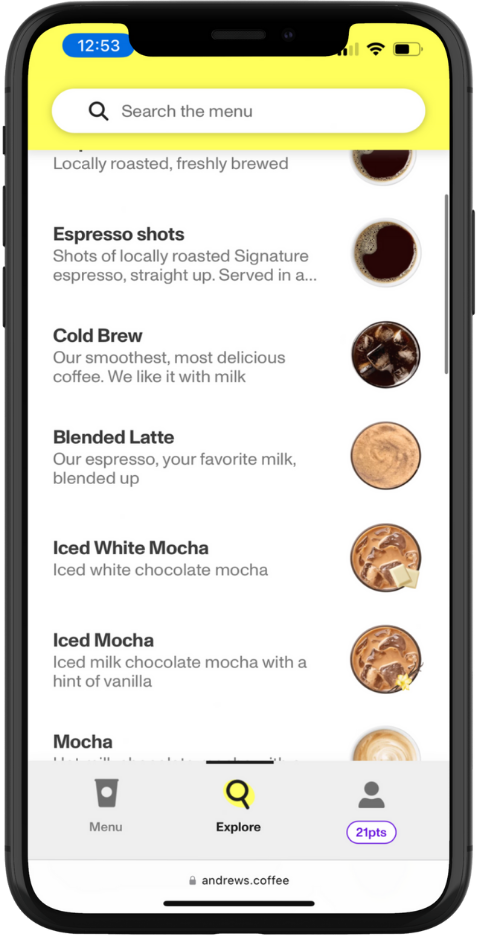 12:53
Search the menu
Locally roasted, freshly brewed
Espresso shots
Shots of locally roasted Signature
espresso, straight up. Served in a...
Cold Brew
Our smoothest, most delicious
coffee. We like it with milk
Blended Latte
Our espresso, your favorite milk,
blended up
Iced White Mocha
Iced white chocolate mocha
Iced Mocha
Iced milk chocolate mocha with a
hint of vanilla
Mocha
Menu
Explore
21pts
andrews.coffee